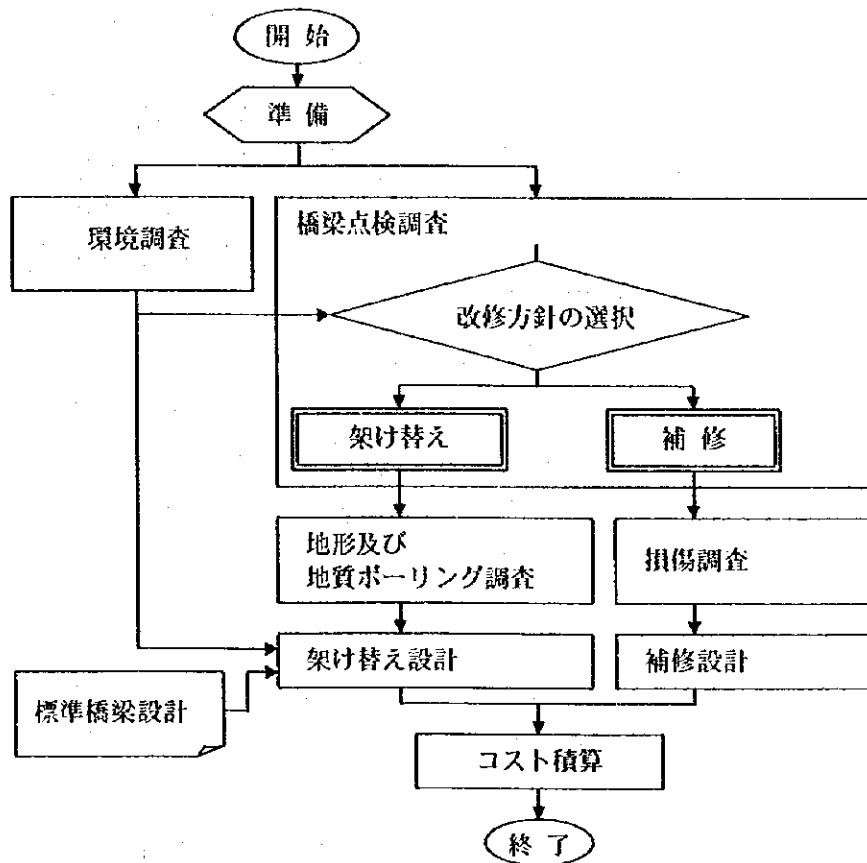 開 始
準 備
環境調査
橋梁点検調査
改修方針の選択
架け替え
補 修
地形及び
地質ボーリング調査
損傷調査
架け替え設計
補修設計
標準橋梁設計
コスト積算
終 了